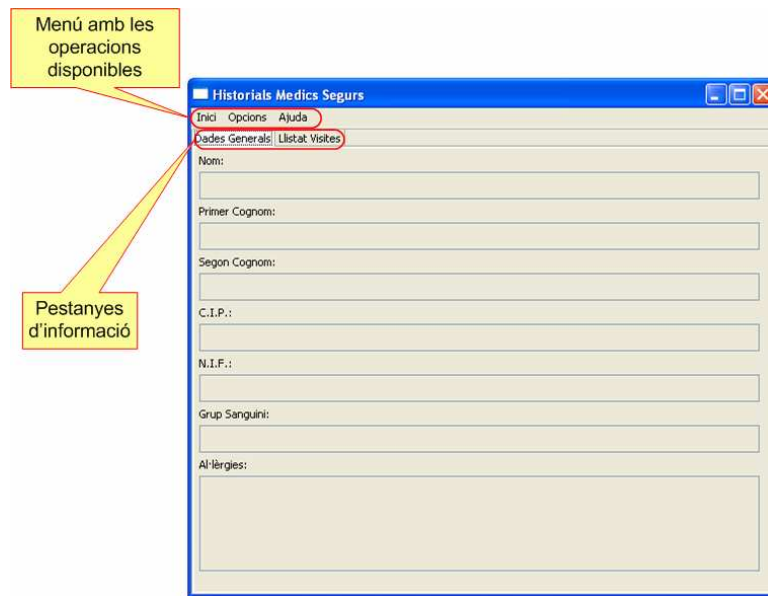 Menú amb les
operacions
disponibles
Historials Medics Segurs
Inici Opcions Ajuda
Dades Generals Llistat Visites
Nom:
Primer Cognom:
Segon Cognom:
C.I.P.:
Pestanyes
d'informació
N.I.F.:
Grup Sanguini:
Al·lèrgies: